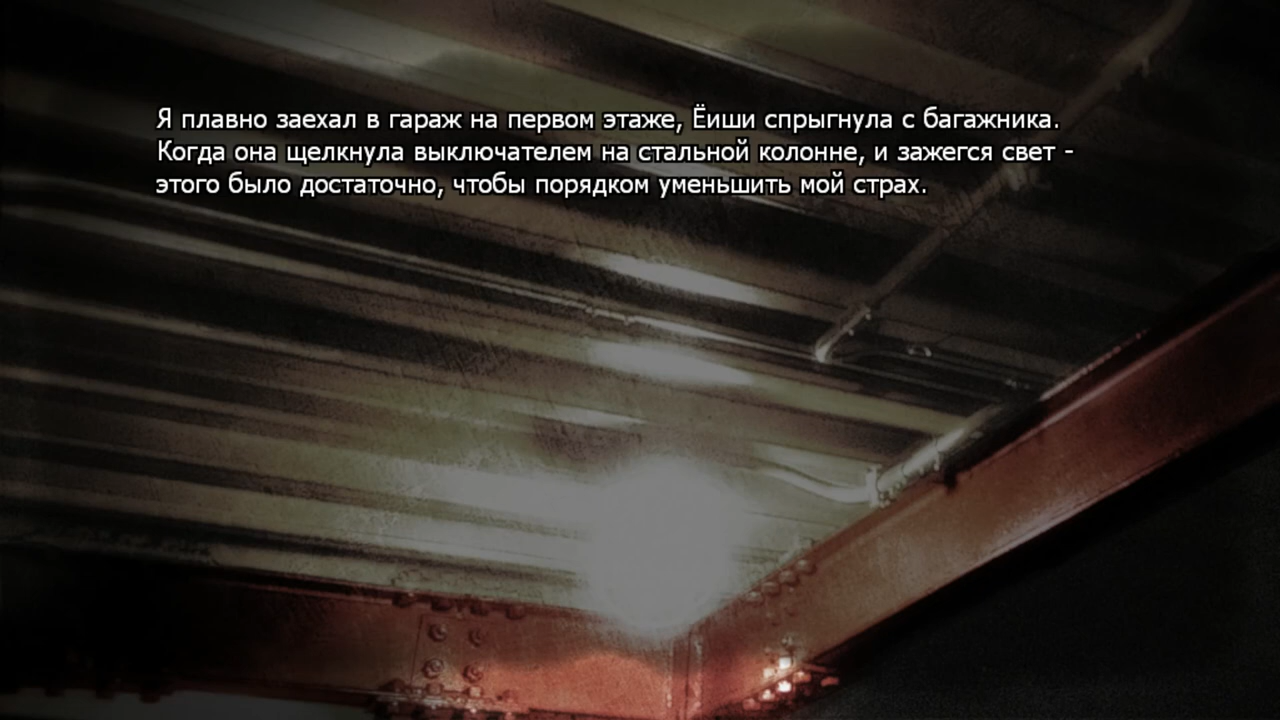 Я плавно заехал в гараж на первом этаже, Ёиши спрыгнула с багажника.
Когда она щелкнула выключателем на стальной колонне, и зажегся свет -
этого было достаточно, чтобы порядком уменьшить мой страх.